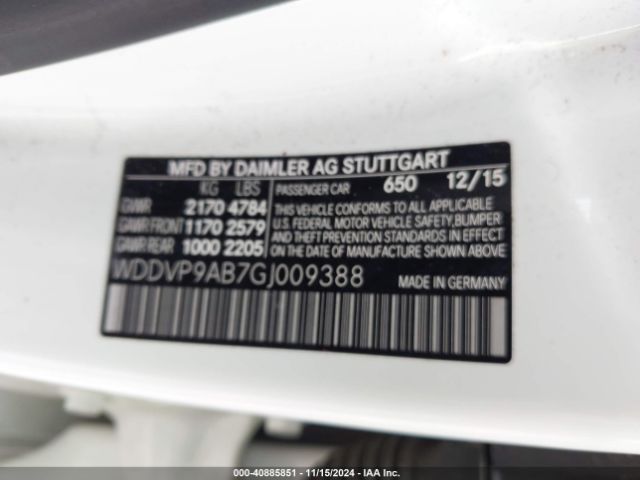 MFD BY DAIMLER AG STUTTGART
KG LBS PASSENGER CAR 650 12/15
GVWR 2170 4784 THIS VEHICLE CONFORMS TO ALL APPLICABLE
GAWR FRONT 1170 2579 U.S. FEDERAL MOTOR VEHICLE SAFETY, BUMPER
GAWR REAR 1000 2205 AND THEFT PREVENTION STANDARDS IN EFFECT
ON THE DATE OF MANUFACTURE SHOWN ABOVE
WDDVP9AB7GJ009388 MADE IN GERMANY
000-40885851 - 11/15/2024 - IAA Inc.